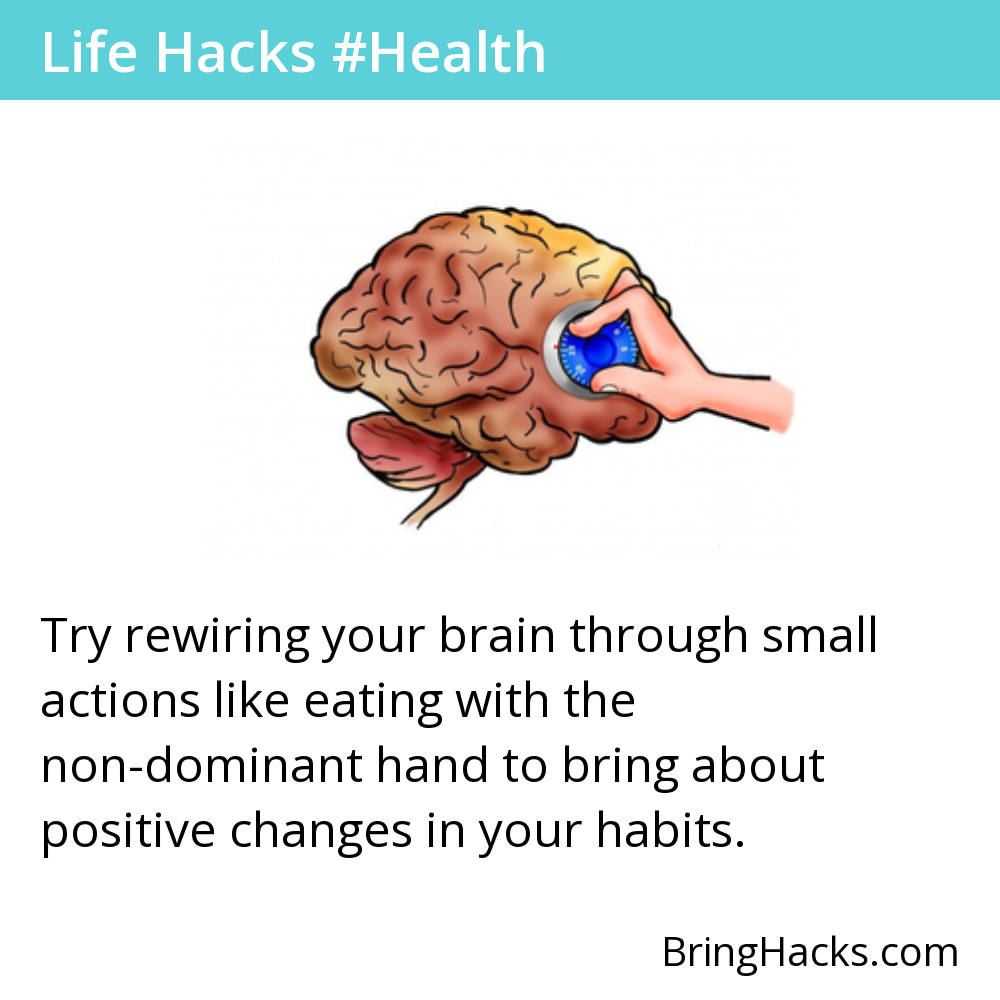 Life Hacks #Health
Try rewiring your brain through small
actions like eating with the
non-dominant hand to bring about
positive changes in your habits.
BringHacks.com